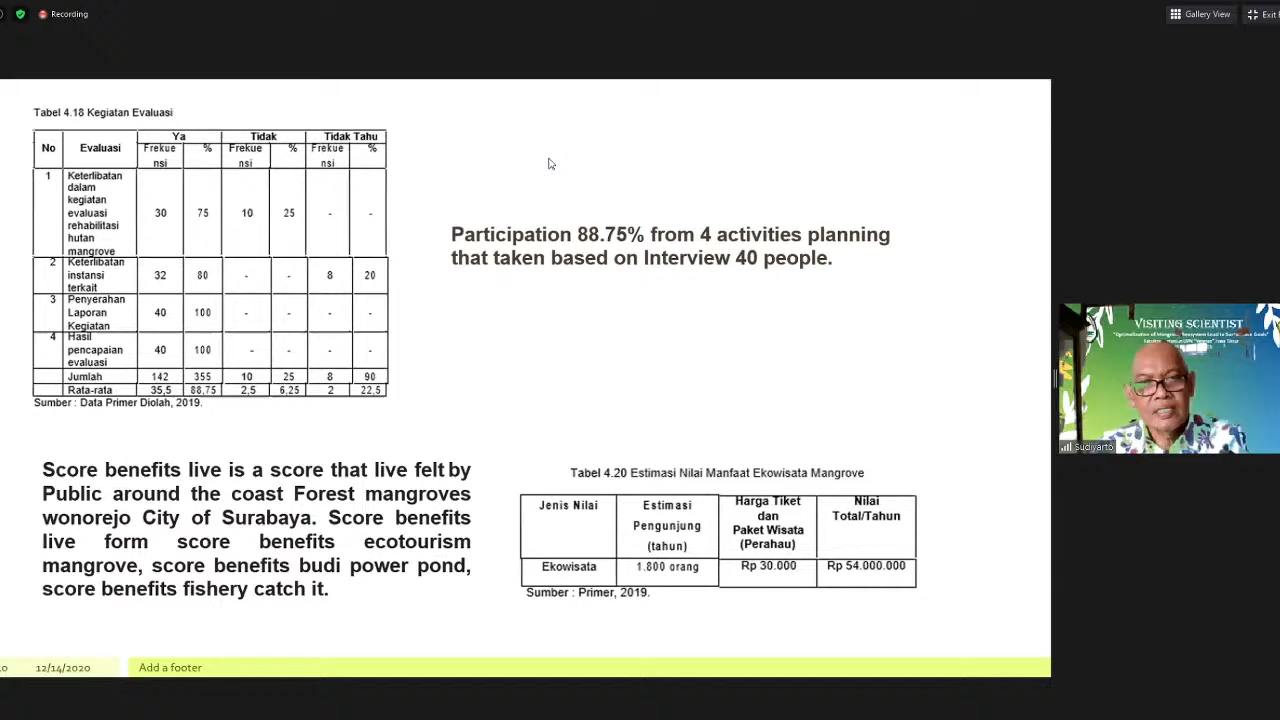 Recording
Gallery View
Exit
Tabel 4.18 Kegiatan Evaluasi
No Evaluasi Ya Tidak Tidak Tahu
Frekue nsi % Frekue nsi % Frekue nsi %
1 Keterlibatan dalam kegiatan evaluasi rehabilitasi hutan mangrove 30 75 10 25 - -
2 Keterlibatan instansi terkait 32 80 - - 8 20
3 Penyerahan Laporan Kegiatan 40 100 - - - -
4 Hasil pencapaian evaluasi 40 100 - - - -
Jumlah 142 355 10 25 8 90
Rata-rata 35,5 88,75 2,5 6,25 2 22,5
Sumber : Data Primer Diolah, 2019.
Participation 88.75% from 4 activities planning
that taken based on Interview 40 people.
VISITING SCIENTIST
Sudiyarto
Score benefits live is a score that live felt by
Public around the coast Forest mangroves
wonorejo City of Surabaya. Score benefits
live form score benefits ecotourism
mangrove, score benefits budi power pond,
score benefits fishery catch it.
Tabel 4.20 Estimasi Nilai Manfaat Ekowisata Mangrove
Jenis Nilai Estimasi Pengunjung (tahun) Harga Tiket dan Paket Wisata (Perahau) Nilai Total/Tahun
Ekowisata 1.800 orang Rp 30.000 Rp 54.000.000
Sumber : Primer, 2019.
12/14/2020
Add a footer